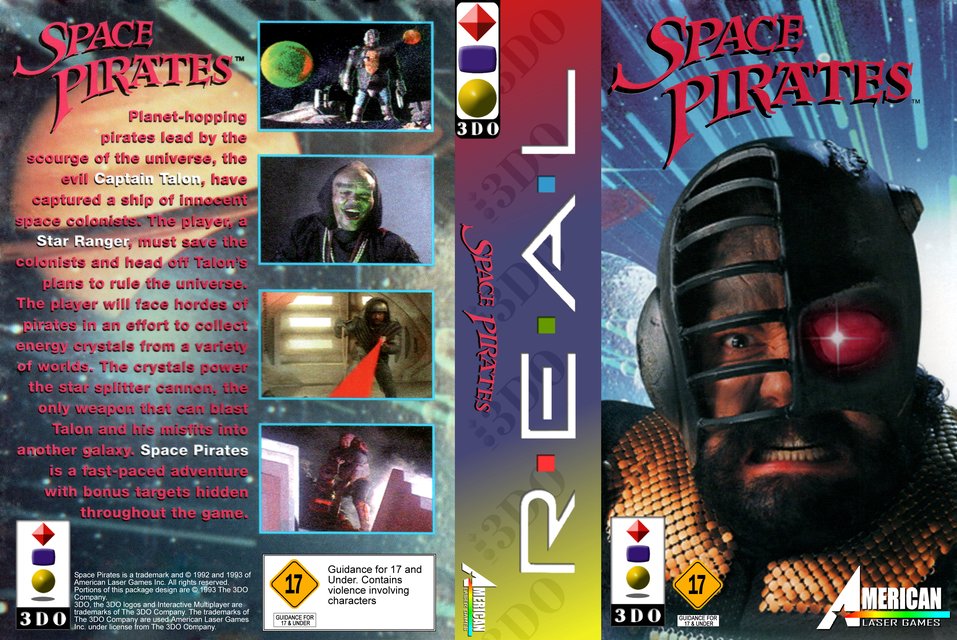 SPACE
PIRATES™
Planet-hopping
pirates lead by the
scourge of the universe, the
evil Captain Talon, have
captured a ship of innocent
space colonists. The player, a
Star Ranger, must save the
colonists and head off Talon's
plans to rule the universe.
The player will face hordes of
pirates in an effort to collect
energy crystals from a variety
of worlds. The crystals power
the star splitter cannon, the
only weapon that can blast
Talon and his misfits into
another galaxy. Space Pirates
is a fast-paced adventure
with bonus targets hidden
throughout the game.
3DO
Space Pirates is a trademark and © 1992 and 1993 of
American Laser Games Inc. All rights reserved.
Portions of this package design are © 1993 The 3DO
Company.
3DO, the 3DO logos and Interactive Multiplayer are
trademarks of The 3DO Company. The trademarks of
The 3DO Company are used American Laser Games
Inc. under license from The 3DO Company.
17
GUIDANCE FOR
17 & UNDER
Guidance for 17 and
Under. Contains
violence involving
characters
3DO
REAL
3DO
3DO
3DO
3DO
3DO
SPACE PIRATES
AMERICAN
LASER GAMES
SPACE
PIRATES™
3DO
17
GUIDANCE FOR
17 & UNDER
AMERICAN
LASER GAMES